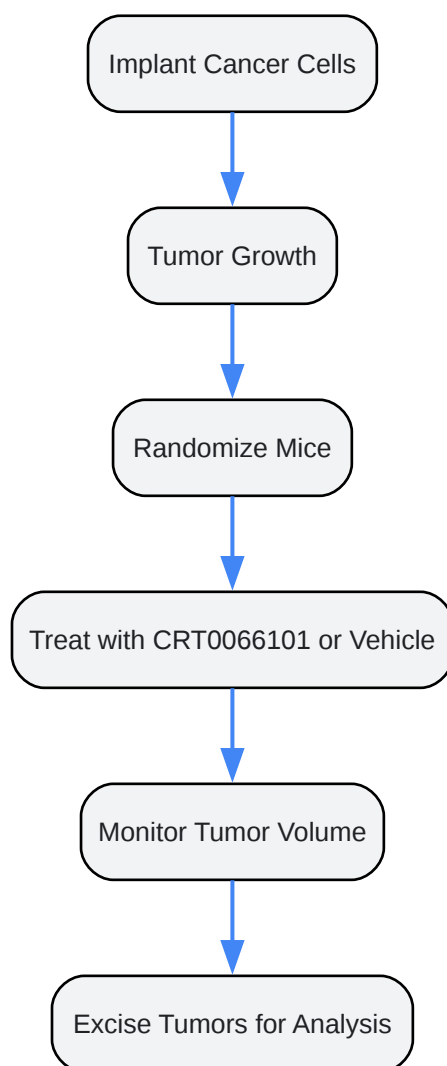 Implant Cancer Cells
Tumor Growth
Randomize Mice
Treat with CRT0066101 or Vehicle
Monitor Tumor Volume
Excise Tumors for Analysis